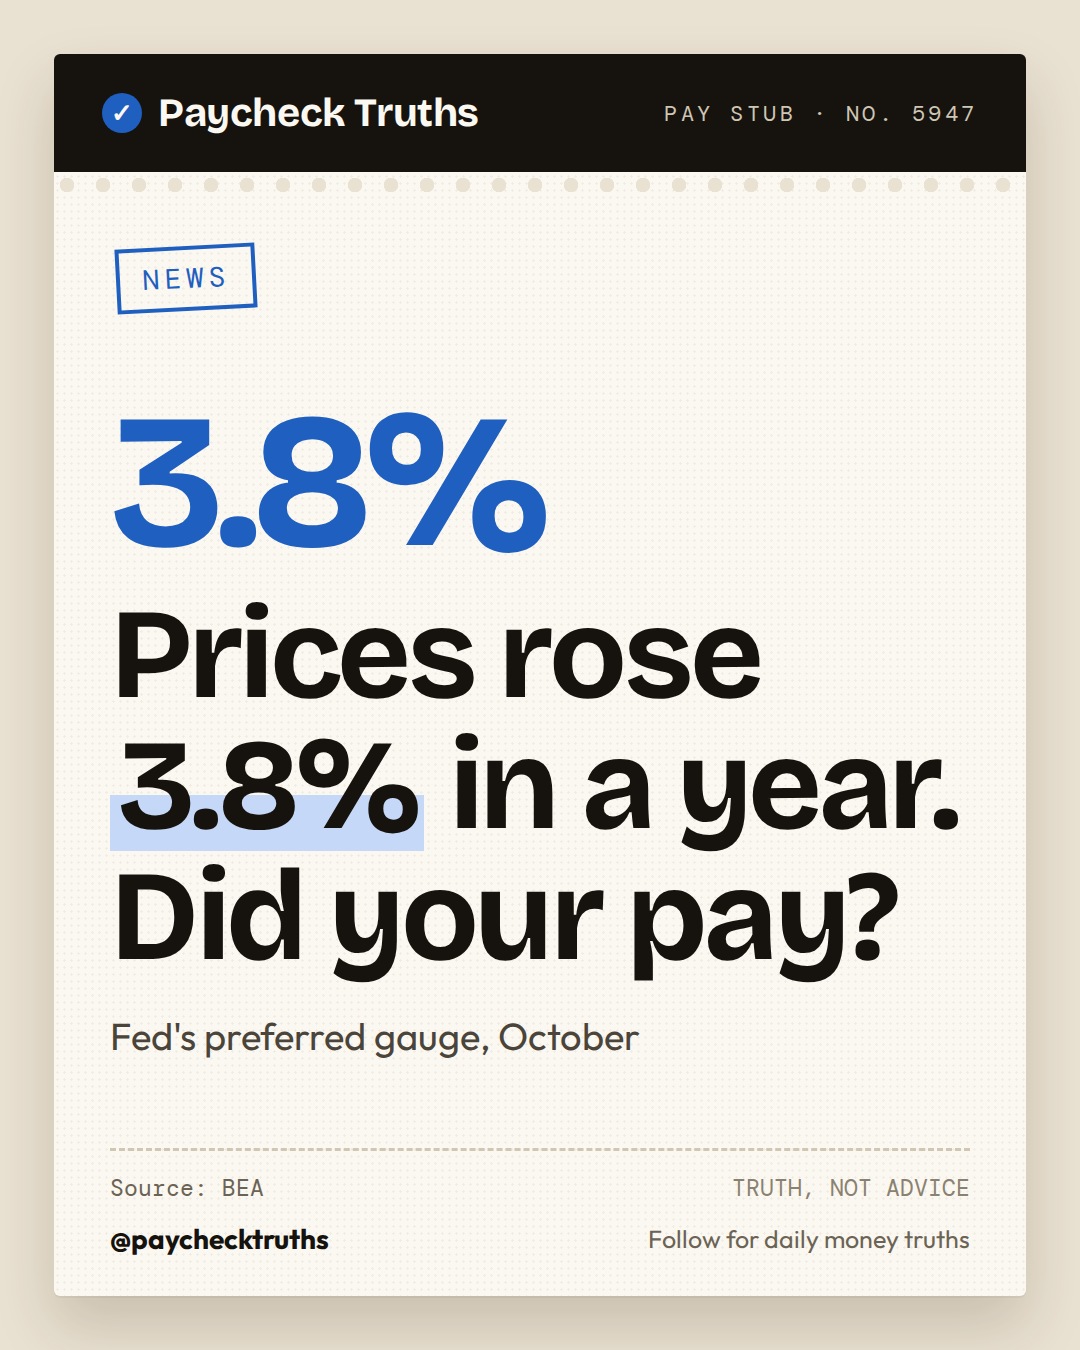 ✓ Paycheck Truths
PAY STUB · NO. 5947
NEWS
3.8%
Prices rose
3.8% in a year.
Did your pay?
Fed's preferred gauge, October
Source: BEA
TRUTH, NOT ADVICE
@paychecktruths
Follow for daily money truths